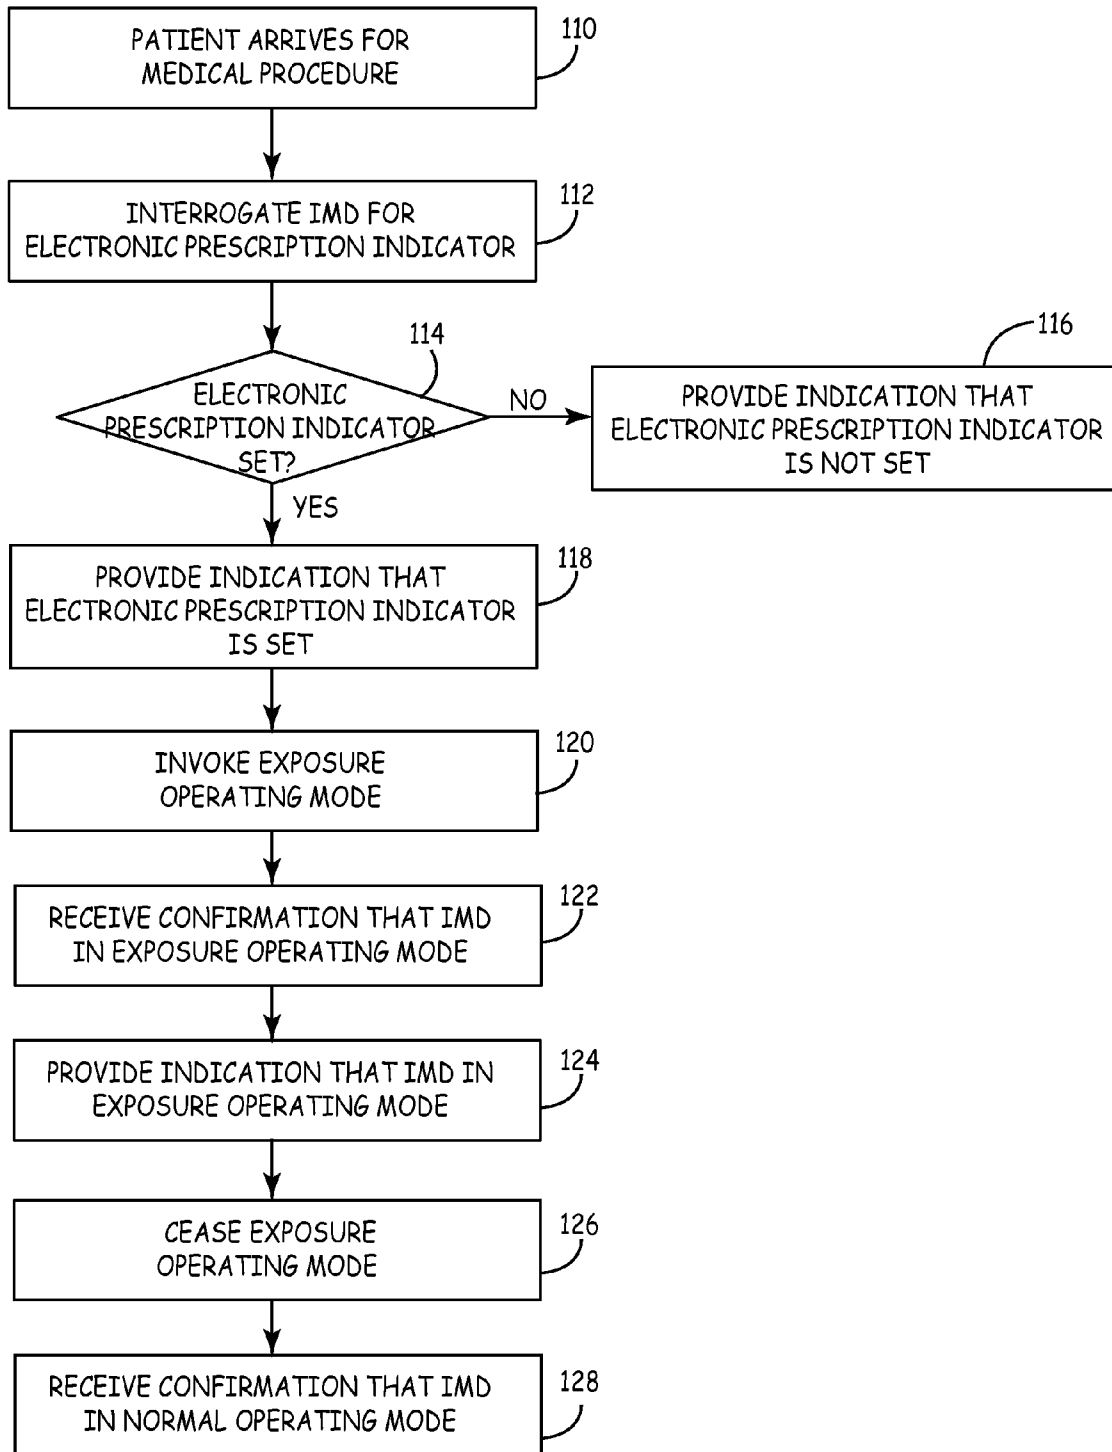 PATIENT ARRIVES FOR
MEDICAL PROCEDURE
110
INTERROGATE IMD FOR
ELECTRONIC PRESCRIPTION INDICATOR
112
114
ELECTRONIC
PRESCRIPTION INDICATOR
SET?
NO
116
PROVIDE INDICATION THAT
ELECTRONIC PRESCRIPTION INDICATOR
IS NOT SET
YES
PROVIDE INDICATION THAT
ELECTRONIC PRESCRIPTION INDICATOR
IS SET
118
INVOKE EXPOSURE
OPERATING MODE
120
RECEIVE CONFIRMATION THAT IMD
IN EXPOSURE OPERATING MODE
122
PROVIDE INDICATION THAT IMD IN
EXPOSURE OPERATING MODE
124
CEASE EXPOSURE
OPERATING MODE
126
RECEIVE CONFIRMATION THAT IMD
IN NORMAL OPERATING MODE
128